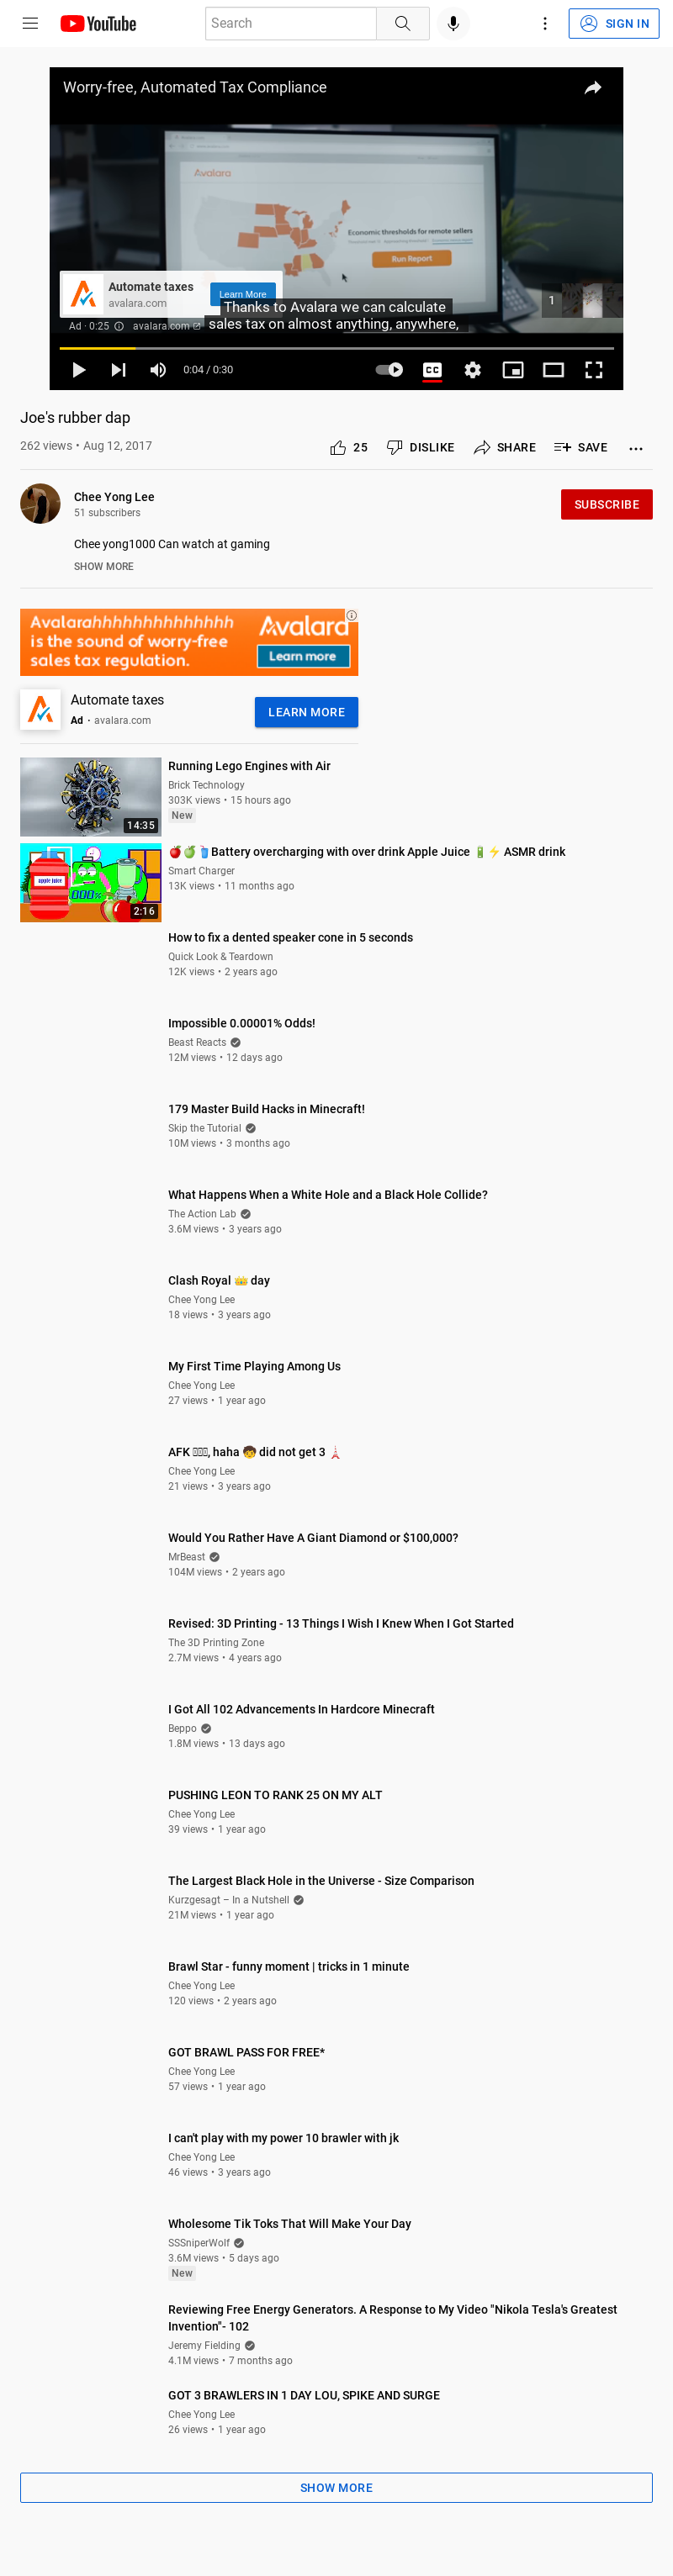 YouTube
Search
SIGN IN
Worry-free, Automated Tax Compliance
Avalara
Economic thresholds for remote sellers
Run Report
Automate taxes
avalara.com
Learn More
1
Thanks to Avalara we can calculate
sales tax on almost anything, anywhere,
Ad · 0:25 avalara.com
0:04 / 0:30
CC
Joe's rubber dap
262 views • Aug 12, 2017
25
DISLIKE
SHARE
SAVE
Chee Yong Lee
51 subscribers
SUBSCRIBE
Chee yong1000 Can watch at gaming
SHOW MORE
Avalarahhhhhhhhhhhhhh
is the sound of worry-free
sales tax regulation.
Avalara
Learn more
Automate taxes
Ad • avalara.com
LEARN MORE
14:35
Running Lego Engines with Air
Brick Technology
303K views • 15 hours ago
New
apple juice
000%
2:16
🍎🍏🥤Battery overcharging with over drink Apple Juice 🔋⚡ ASMR drink
Smart Charger
13K views • 11 months ago
How to fix a dented speaker cone in 5 seconds
Quick Look & Teardown
12K views • 2 years ago
Impossible 0.00001% Odds!
Beast Reacts
12M views • 12 days ago
179 Master Build Hacks in Minecraft!
Skip the Tutorial
10M views • 3 months ago
What Happens When a White Hole and a Black Hole Collide?
The Action Lab
3.6M views • 3 years ago
Clash Royal 👑 day
Chee Yong Lee
18 views • 3 years ago
My First Time Playing Among Us
Chee Yong Lee
27 views • 1 year ago
AFK , haha 🧒 did not get 3 🗼
Chee Yong Lee
21 views • 3 years ago
Would You Rather Have A Giant Diamond or $100,000?
MrBeast
104M views • 2 years ago
Revised: 3D Printing - 13 Things I Wish I Knew When I Got Started
The 3D Printing Zone
2.7M views • 4 years ago
I Got All 102 Advancements In Hardcore Minecraft
Beppo
1.8M views • 13 days ago
PUSHING LEON TO RANK 25 ON MY ALT
Chee Yong Lee
39 views • 1 year ago
The Largest Black Hole in the Universe - Size Comparison
Kurzgesagt – In a Nutshell
21M views • 1 year ago
Brawl Star - funny moment | tricks in 1 minute
Chee Yong Lee
120 views • 2 years ago
GOT BRAWL PASS FOR FREE*
Chee Yong Lee
57 views • 1 year ago
I can't play with my power 10 brawler with jk
Chee Yong Lee
46 views • 3 years ago
Wholesome Tik Toks That Will Make Your Day
SSSniperWolf
3.6M views • 5 days ago
New
Reviewing Free Energy Generators. A Response to My Video "Nikola Tesla's Greatest
Invention"- 102
Jeremy Fielding
4.1M views • 7 months ago
GOT 3 BRAWLERS IN 1 DAY LOU, SPIKE AND SURGE
Chee Yong Lee
26 views • 1 year ago
SHOW MORE